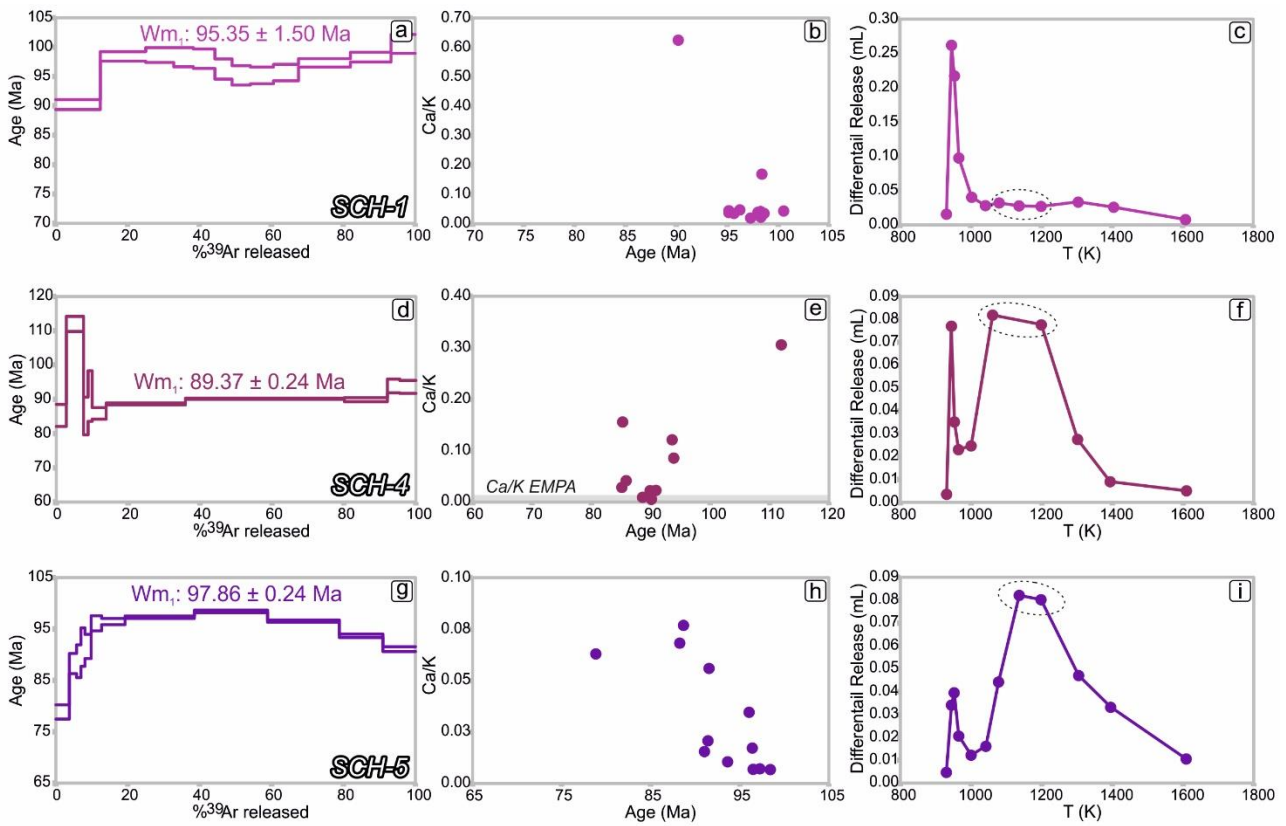 Wm1: 95.35 ± 1.50 Ma
a
105
100
95
90
85
80
75
70
Age (Ma)
SCH-1
0 20 40 60 80 100
%39Ar released
b
0.70
0.60
0.50
0.40
0.30
0.20
0.10
0.00
Ca/K
70 75 80 85 90 95 100 105
Age (Ma)
c
0.30
0.25
0.20
0.15
0.10
0.05
0.00
Differentail Release (mL)
800 1000 1200 1400 1600 1800
T (K)
d
120
110
100
90
80
70
60
Age (Ma)
Wm1: 89.37 ± 0.24 Ma
SCH-4
0 20 40 60 80 100
%39Ar released
e
0.40
0.30
0.20
0.10
0.00
Ca/K
Ca/K EMPA
60 70 80 90 100 110 120
Age (Ma)
f
0.09
0.08
0.07
0.06
0.05
0.04
0.03
0.02
0.01
0.00
Differentail Release (mL)
800 1000 1200 1400 1600 1800
T (K)
g
105
95
85
75
65
Age (Ma)
Wm1: 97.86 ± 0.24 Ma
SCH-5
0 20 40 60 80 100
%39Ar released
h
0.10
0.08
0.05
0.03
0.00
Ca/K
65 75 85 95 105
Age (Ma)
i
0.09
0.08
0.07
0.06
0.05
0.04
0.03
0.02
0.01
0.00
Differentail Release (mL)
800 1000 1200 1400 1600 1800
T (K)